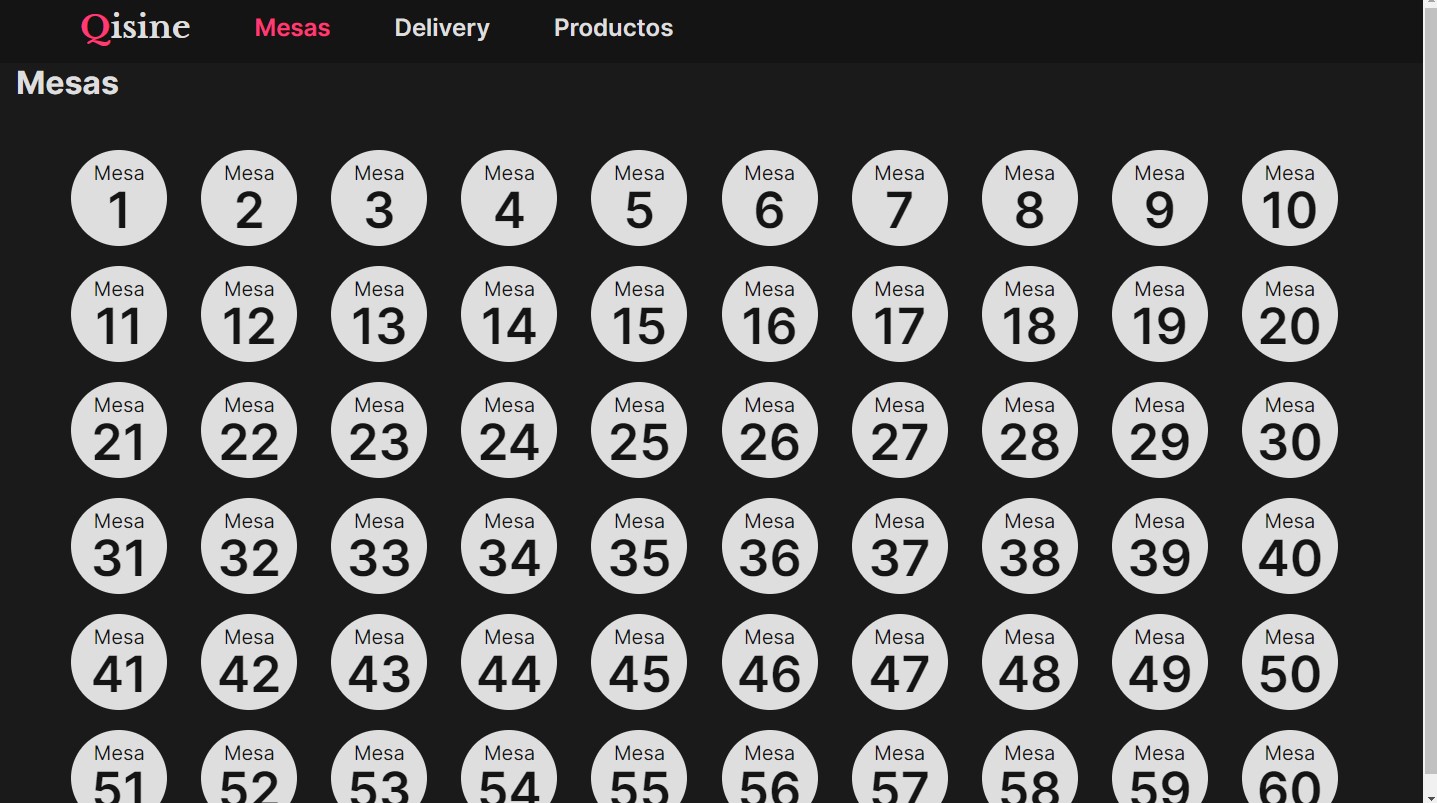 Qisine Mesas Delivery Productos
Mesas
Mesa Mesa Mesa Mesa Mesa Mesa Mesa Mesa Mesa Mesa
1 2 3 4 5 6 7 8 9 10
Mesa Mesa Mesa Mesa Mesa Mesa Mesa Mesa Mesa Mesa
11 12 13 14 15 16 17 18 19 20
Mesa Mesa Mesa Mesa Mesa Mesa Mesa Mesa Mesa Mesa
21 22 23 24 25 26 27 28 29 30
Mesa Mesa Mesa Mesa Mesa Mesa Mesa Mesa Mesa Mesa
31 32 33 34 35 36 37 38 39 40
Mesa Mesa Mesa Mesa Mesa Mesa Mesa Mesa Mesa Mesa
41 42 43 44 45 46 47 48 49 50
Mesa Mesa Mesa Mesa Mesa Mesa Mesa Mesa Mesa Mesa
51 52 53 54 55 56 57 58 59 60